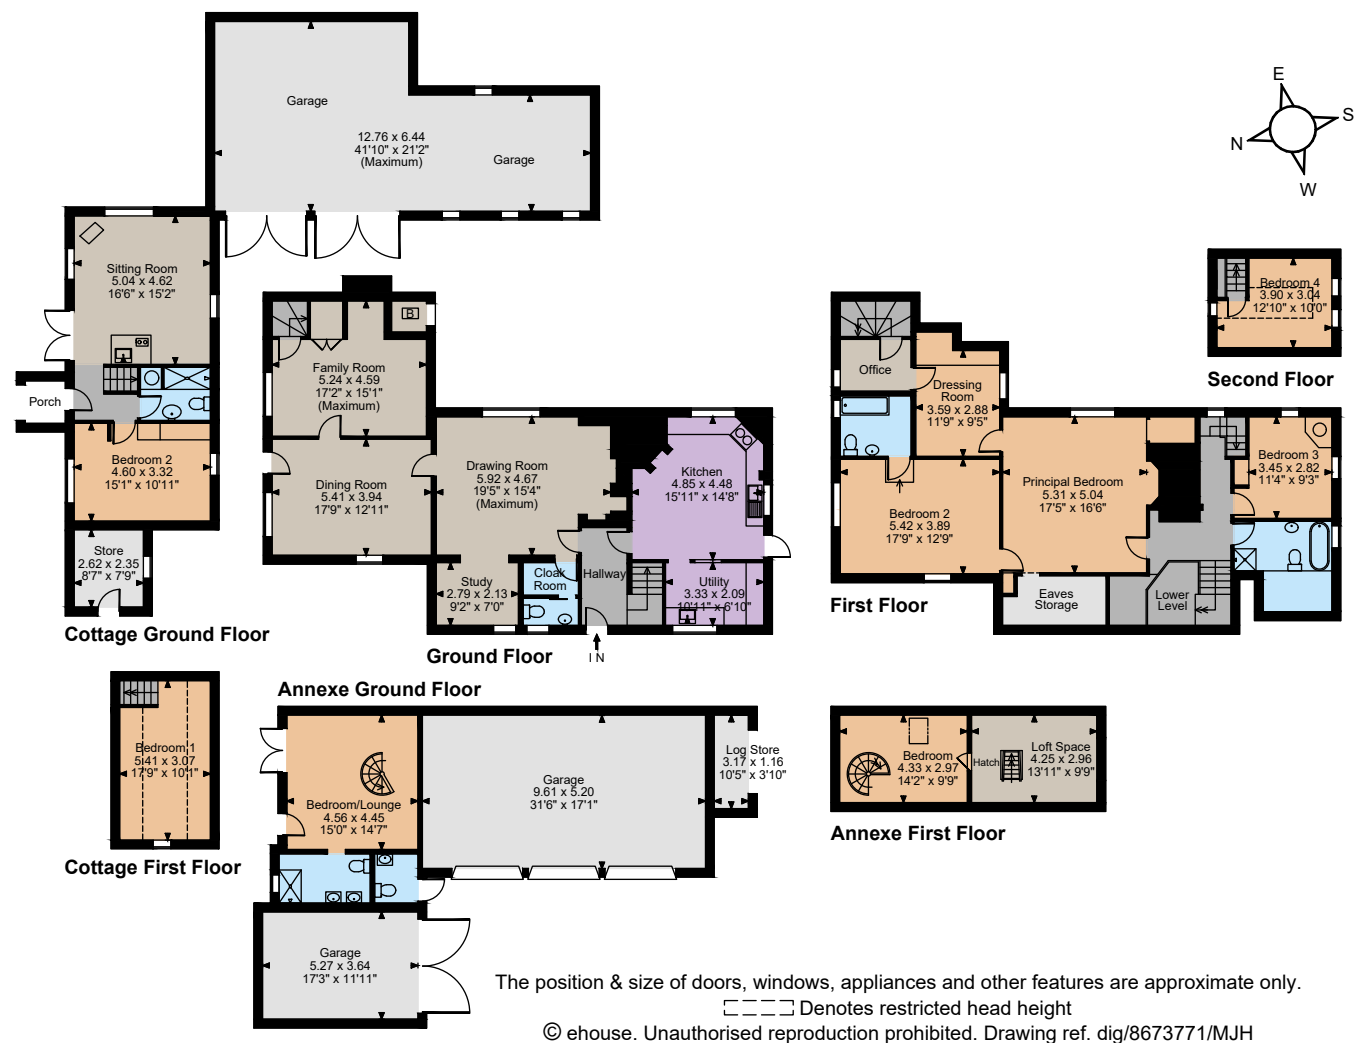 Garage
12.76 x 6.44
41'10" x 21'2"
(Maximum)
Garage
E
S
N
W
Sitting Room
5.04 x 4.62
16'6" x 15'2"
Porch
Bedroom 2
4.60 x 3.32
15'1" x 10'11"
Store
2.62 x 2.35
8'7" x 7'9"
Cottage Ground Floor
B
Family Room
5.24 x 4.59
17'2" x 15'1"
(Maximum)
Dining Room
5.41 x 3.94
17'9" x 12'11"
Drawing Room
5.92 x 4.67
19'5" x 15'4"
(Maximum)
Kitchen
4.85 x 4.48
15'11" x 14'8"
Study
2.79 x 2.13
9'2" x 7'0"
Cloak
Room
Hallway
Utility
3.33 x 2.09
10'11" x 6'10"
IN
Ground Floor
Office
Dressing
Room
3.59 x 2.88
11'9" x 9'5"
Bedroom 2
5.42 x 3.89
17'9" x 12'9"
Principal Bedroom
5.31 x 5.04
17'5" x 16'6"
Bedroom 3
3.45 x 2.82
11'4" x 9'3"
Eaves
Storage
Lower
Level
First Floor
Bedroom 4
3.90 x 3.04
12'10" x 10'0"
Second Floor
Bedroom 1
5.41 x 3.07
17'9" x 10'1"
Cottage First Floor
Annexe Ground Floor
Bedroom/Lounge
4.56 x 4.45
15'0" x 14'7"
Garage
9.61 x 5.20
31'6" x 17'1"
Log Store
3.17 x 1.16
10'5" x 3'10"
Garage
5.27 x 3.64
17'3" x 11'11"
Bedroom
4.33 x 2.97
14'2" x 9'9"
Hatch
Loft Space
4.25 x 2.96
13'11" x 9'9"
Annexe First Floor
The position & size of doors, windows, appliances and other features are approximate only.
Denotes restricted head height
© ehouse. Unauthorised reproduction prohibited. Drawing ref. dig/8673771/MJH